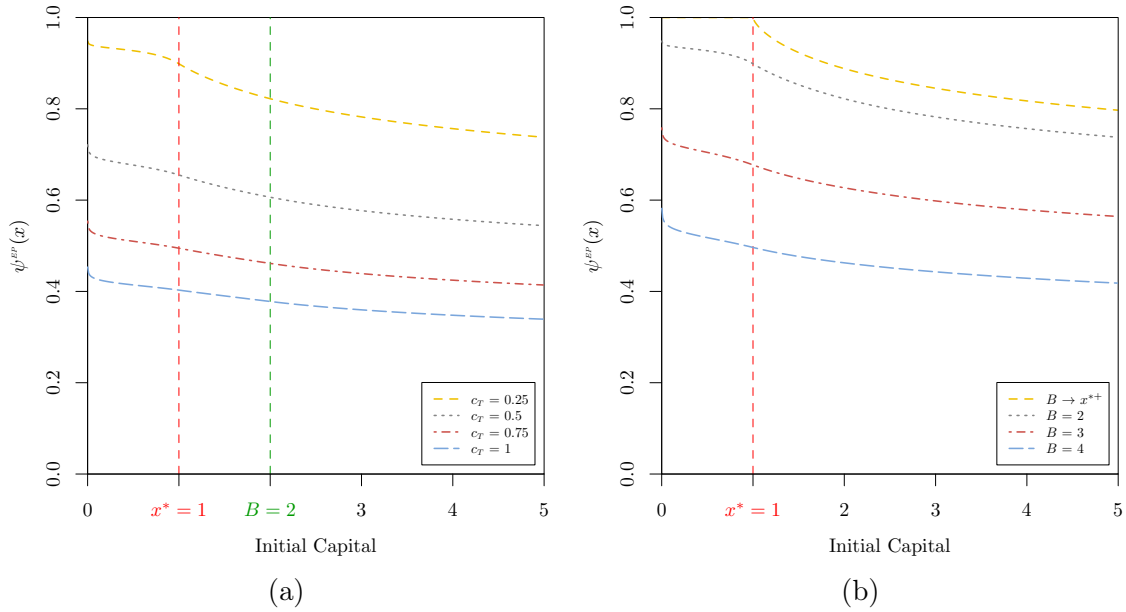 1.0
0.8
0.6
0.4
0.2
0.0
ψᴱᴾ(x)
c_T = 0.25
c_T = 0.5
c_T = 0.75
c_T = 1
0 x* = 1 B = 2 3 4 5
Initial Capital
(a)
1.0
0.8
0.6
0.4
0.2
0.0
ψᴱᴾ(x)
B → x*⁺
B = 2
B = 3
B = 4
0 x* = 1 2 3 4 5
Initial Capital
(b)